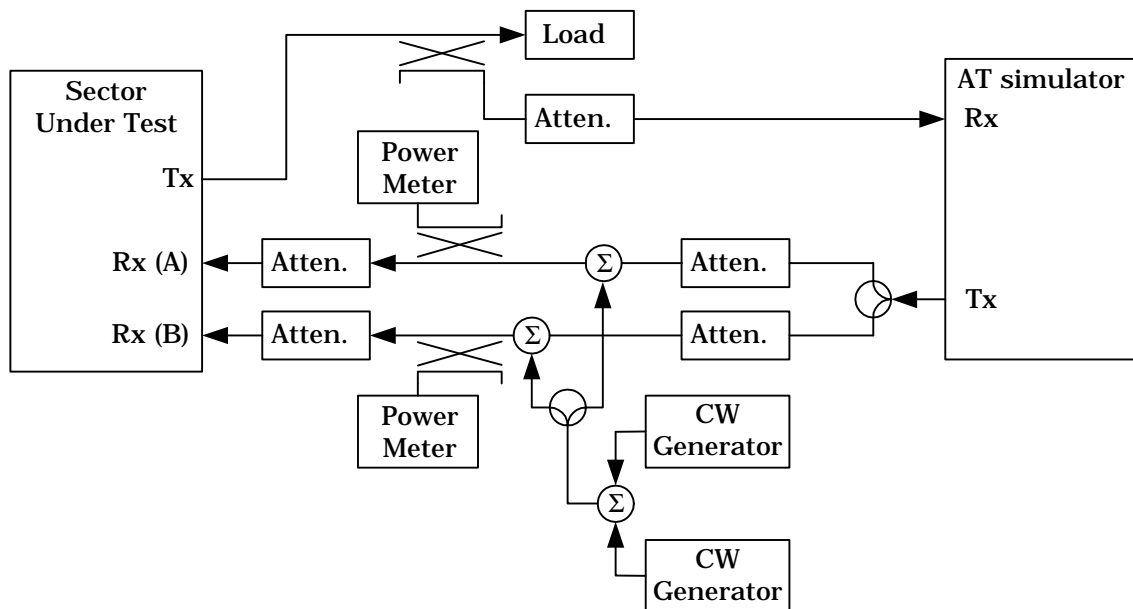 Load
Sector
Under Test
AT simulator
Atten.
Rx
Power
Meter
Tx
Rx (A)
Atten.
Σ
Atten.
Tx
Rx (B)
Atten.
Σ
Atten.
Power
Meter
CW
Generator
Σ
CW
Generator